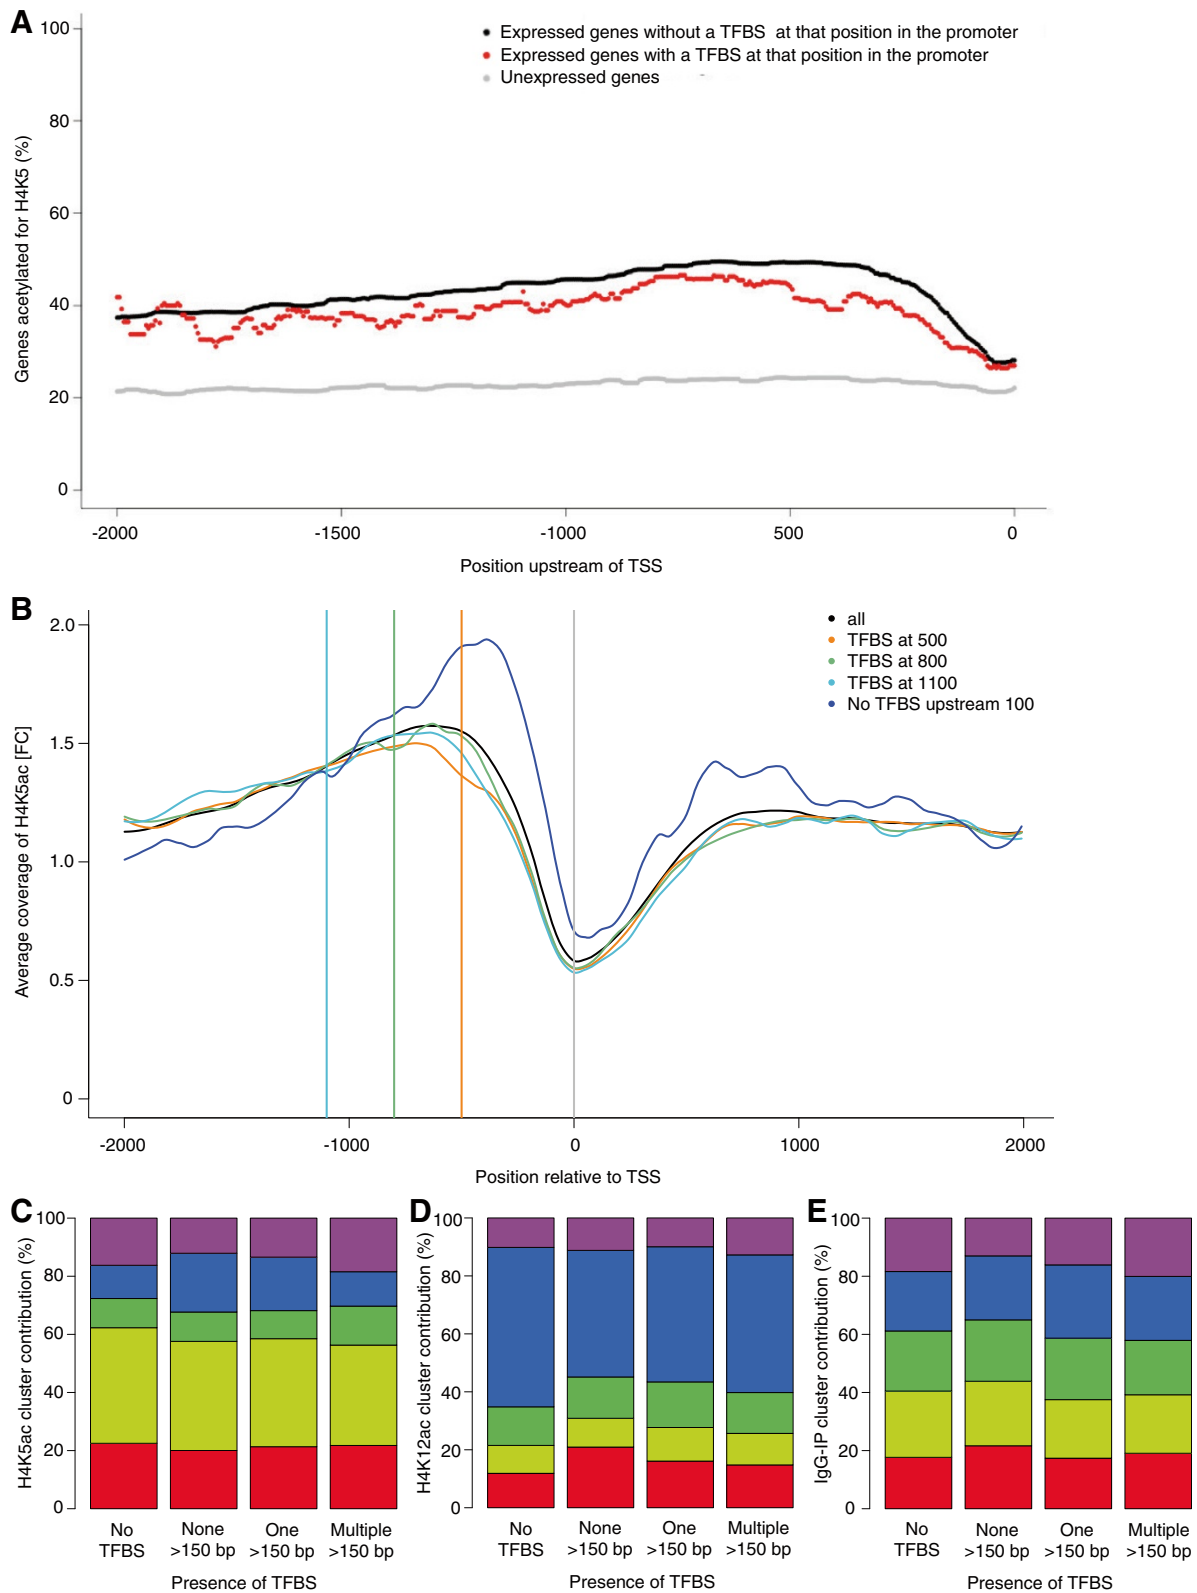 A
100
80
60
40
20
0
Genes acetylated for H4K5 (%)
Expressed genes without a TFBS at that position in the promoter
Expressed genes with a TFBS at that position in the promoter
Unexpressed genes
-2000 -1500 -1000 500 0
Position upstream of TSS
B
2.0
1.5
1.0
0.5
0
Average coverage of H4K5ac [FC]
all
TFBS at 500
TFBS at 800
TFBS at 1100
No TFBS upstream 100
-2000 -1000 0 1000 2000
Position relative to TSS
C
100
80
60
40
20
0
H4K5ac cluster contribution (%)
No None One Multiple
TFBS >150 bp >150 bp >150 bp
Presence of TFBS
D
100
80
60
40
20
0
H4K12ac cluster contribution (%)
No None One Multiple
TFBS >150 bp >150 bp >150 bp
Presence of TFBS
E
100
80
60
40
20
0
IgG-IP cluster contribution (%)
No None One Multiple
TFBS >150 bp >150 bp >150 bp
Presence of TFBS